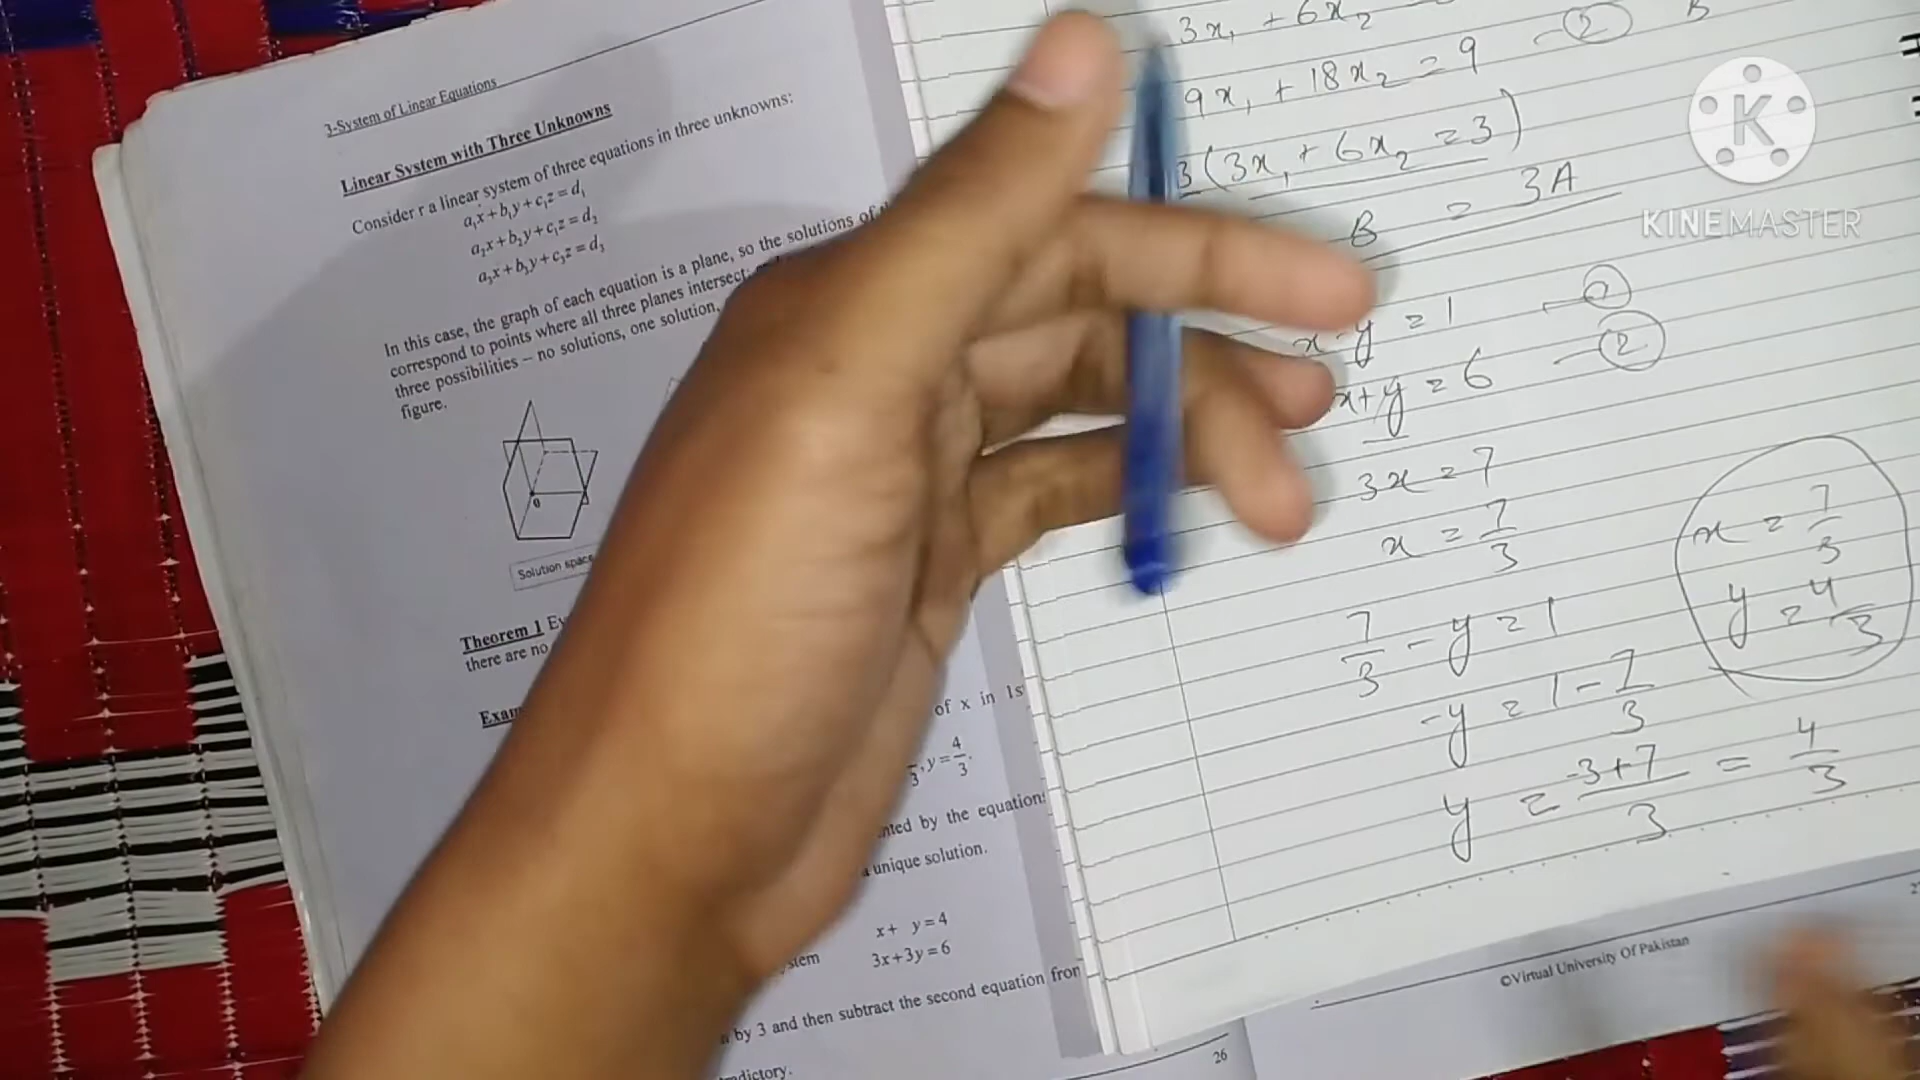 3-System of Linear Equations
Linear System with Three Unknowns
Consider r a linear system of three equations in three unknowns:
a₁x+b₁y+c₁z=d₁
a₂x+b₂y+c₁z=d₂
a₃x+b₃y+c₃z=d₃
In this case, the graph of each equation is a plane, so the solutions of
correspond to points where all three planes intersect;
three possibilities – no solutions, one solution,
figure.
0
Solution space
Theorem 1
there are no
of x in 1s
3, y = 4/3.
by the equation
unique solution.
x + y = 4
3x+3y=6
by 3 and then subtract the second equation
26
3x₁ + 6x₂
9x₁ + 18x₂ = 9 — 2 B
3(3x₁ + 6x₂ = 3)
B = 3A
x-y = 1
x+y = 6 — 2
3x = 7
x = 7/3
7/3 - y = 1
-y = 1 - 7/3
y = -3+7/3 = 4/3
x = 7/3
y = 4/3
©Virtual University Of Pakistan
K
KINEMASTER